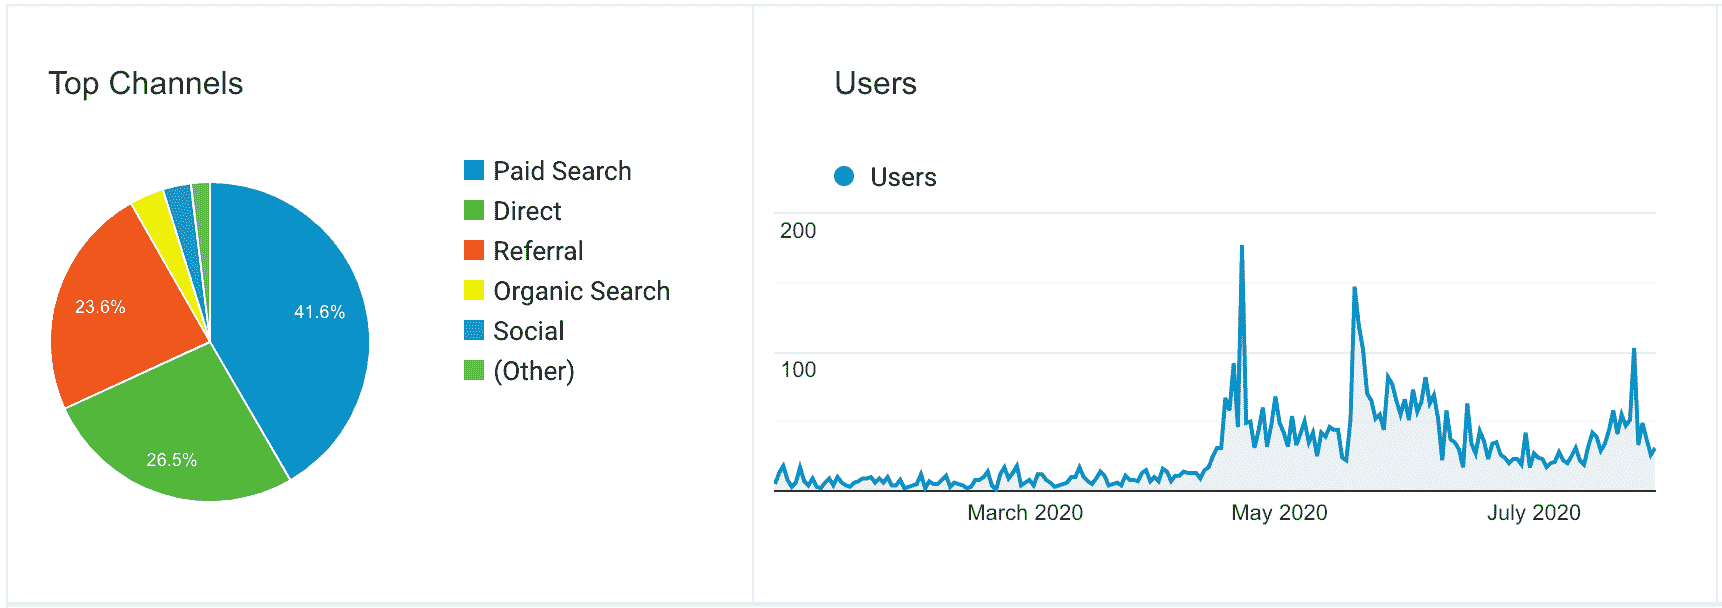 Top Channels
Paid Search
Direct
Referral
Organic Search
Social
(Other)
41.6%
26.5%
23.6%
Users
Users
200
100
March 2020
May 2020
July 2020